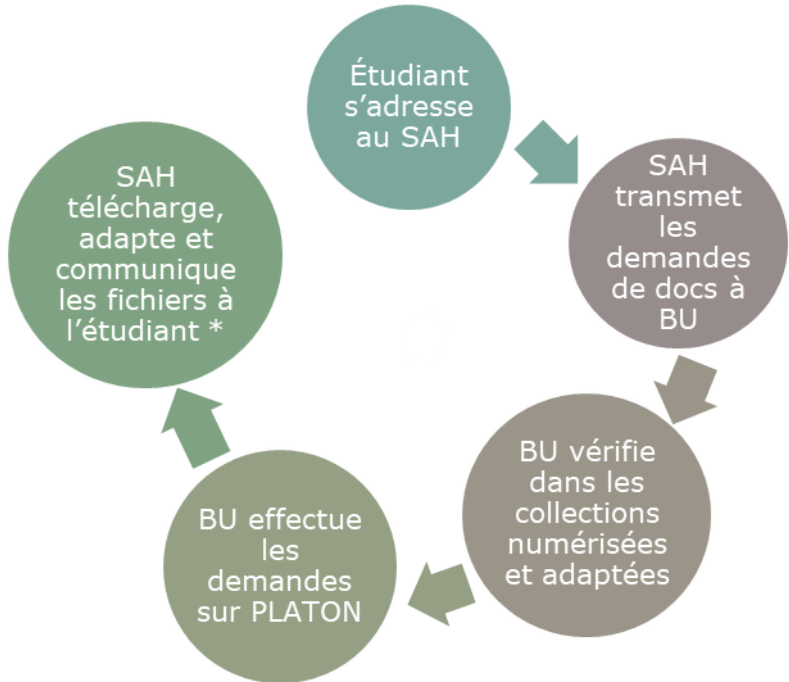 Étudiant
s’adresse
au SAH
SAH
transmet
les
demandes
de docs à
BU
BU vérifie
dans les
collections
numérisées
et adaptées
BU effectue
les
demandes
sur PLATON
SAH
télécharge,
adapte et
communique
les fichiers à
l’étudiant *